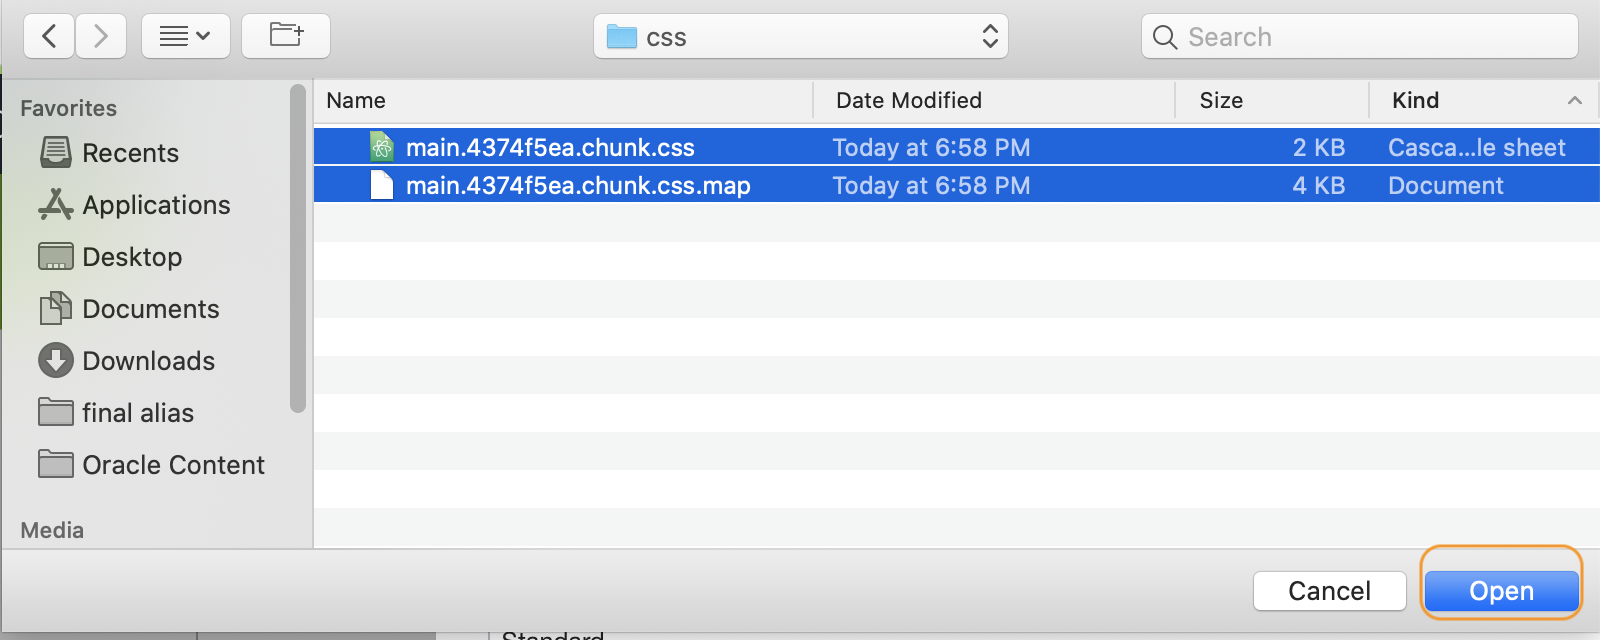 css
Search
Favorites
Recents
Applications
Desktop
Documents
Downloads
final alias
Oracle Content
Media
Name Date Modified Size Kind
main.4374f5ea.chunk.css Today at 6:58 PM 2 KB Casca...le sheet
main.4374f5ea.chunk.css.map Today at 6:58 PM 4 KB Document
Cancel Open
Standard